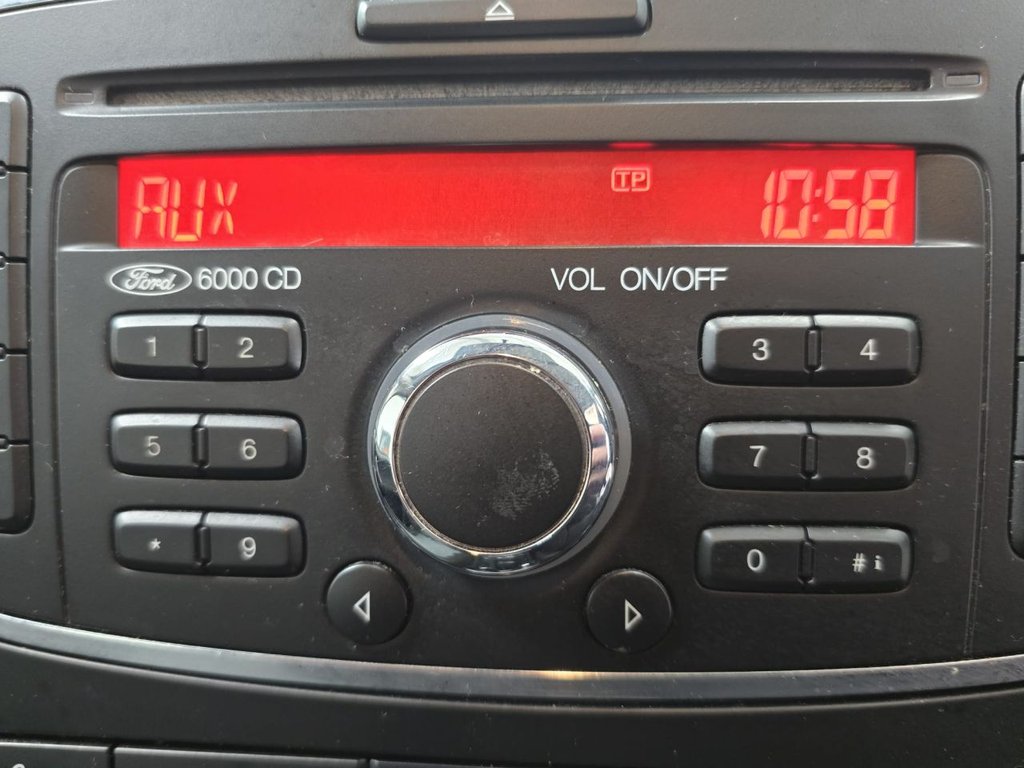 AUX TP 10:58
Ford 6000 CD VOL ON/OFF
1 2 3 4
5 6 7 8
* 9 0 # i